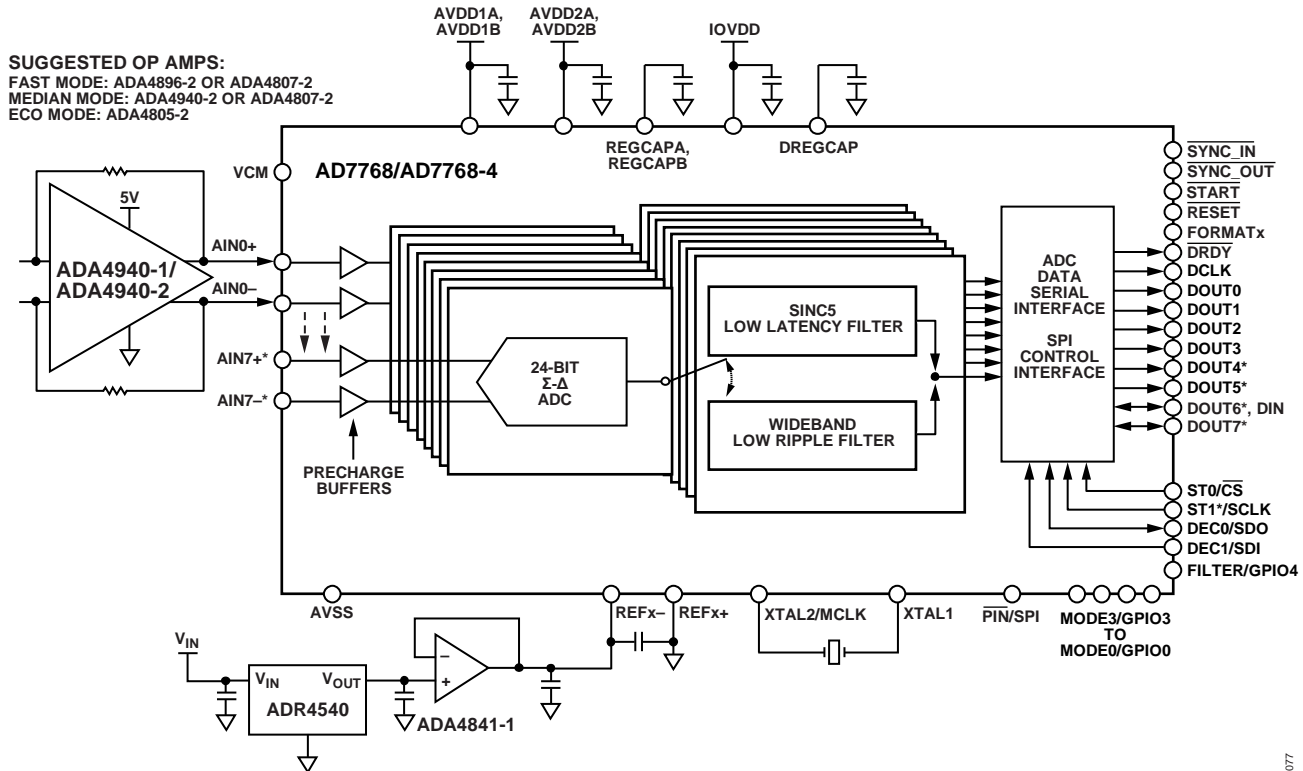 AVDD1A,
AVDD1B
AVDD2A,
AVDD2B
IOVDD
SUGGESTED OP AMPS:
FAST MODE: ADA4896-2 OR ADA4807-2
MEDIAN MODE: ADA4940-2 OR ADA4807-2
ECO MODE: ADA4805-2
REGCAPA,
REGCAPB
DREGCAP
VCM
AD7768/AD7768-4
5V
ADA4940-1/
ADA4940-2
AIN0+
AIN0–
AIN7+*
AIN7–*
PRECHARGE
BUFFERS
24-BIT
Σ-Δ
ADC
SINC5
LOW LATENCY FILTER
WIDEBAND
LOW RIPPLE FILTER
ADC
DATA
SERIAL
INTERFACE
SPI
CONTROL
INTERFACE
SYNC_IN
SYNC_OUT
START
RESET
FORMATx
DRDY
DCLK
DOUT0
DOUT1
DOUT2
DOUT3
DOUT4*
DOUT5*
DOUT6*, DIN
DOUT7*
ST0/CS
ST1*/SCLK
DEC0/SDO
DEC1/SDI
FILTER/GPIO4
AVSS
REFx–
REFx+
XTAL2/MCLK
XTAL1
PIN/SPI
MODE3/GPIO3
TO
MODE0/GPIO0
VIN
VIN
VOUT
ADR4540
–
+
ADA4841-1
077